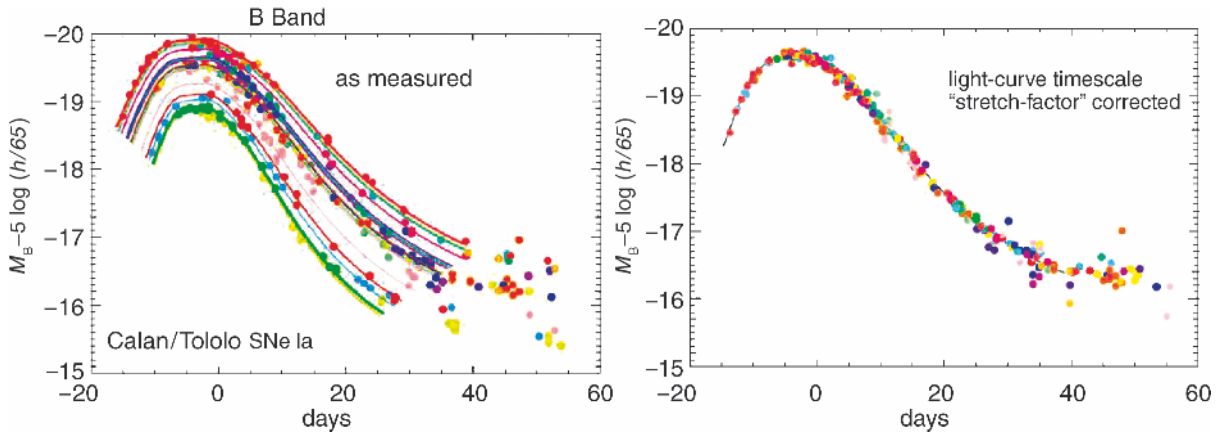 B Band
as measured
Calan/Tololo SNe Ia
M_B–5 log (h/65)
–20
–19
–18
–17
–16
–15
–20
0
20
40
60
days
light-curve timescale
“stretch-factor” corrected
M_B–5 log (h/65)
–20
–19
–18
–17
–16
–15
–20
0
20
40
60
days